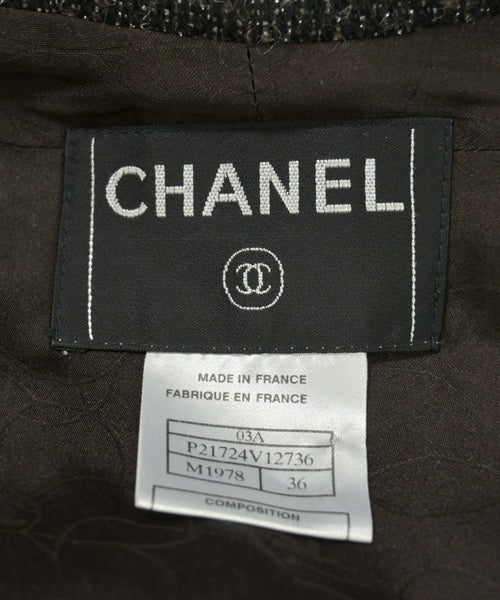 CHANEL
MADE IN FRANCE
FABRIQUE EN FRANCE
03A
P21724V12736
M1978 36
COMPOSITION